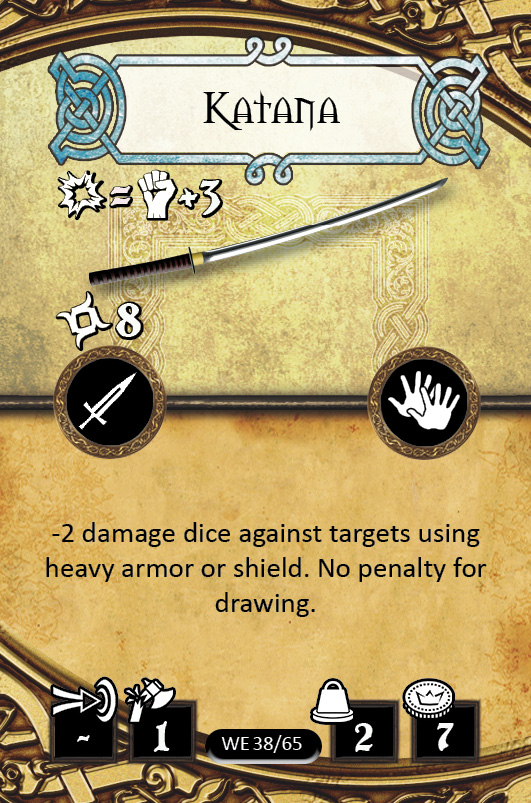 Katana
= +3
8
-2 damage dice against targets using
heavy armor or shield. No penalty for
drawing.
- 1 WE 38/65 2 7